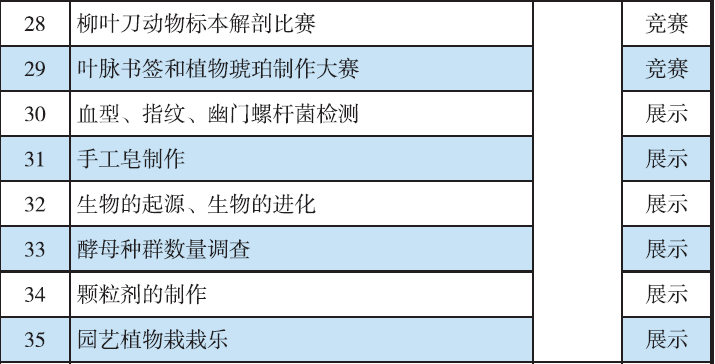 28 柳叶刀动物标本解剖比赛 竞赛
29 叶脉书签和植物琥珀制作大赛 竞赛
30 血型、指纹、幽门螺杆菌检测 展示
31 手工皂制作 展示
32 生物的起源、生物的进化 展示
33 酵母种群数量调查 展示
34 颗粒剂的制作 展示
35 园艺植物栽栽乐 展示